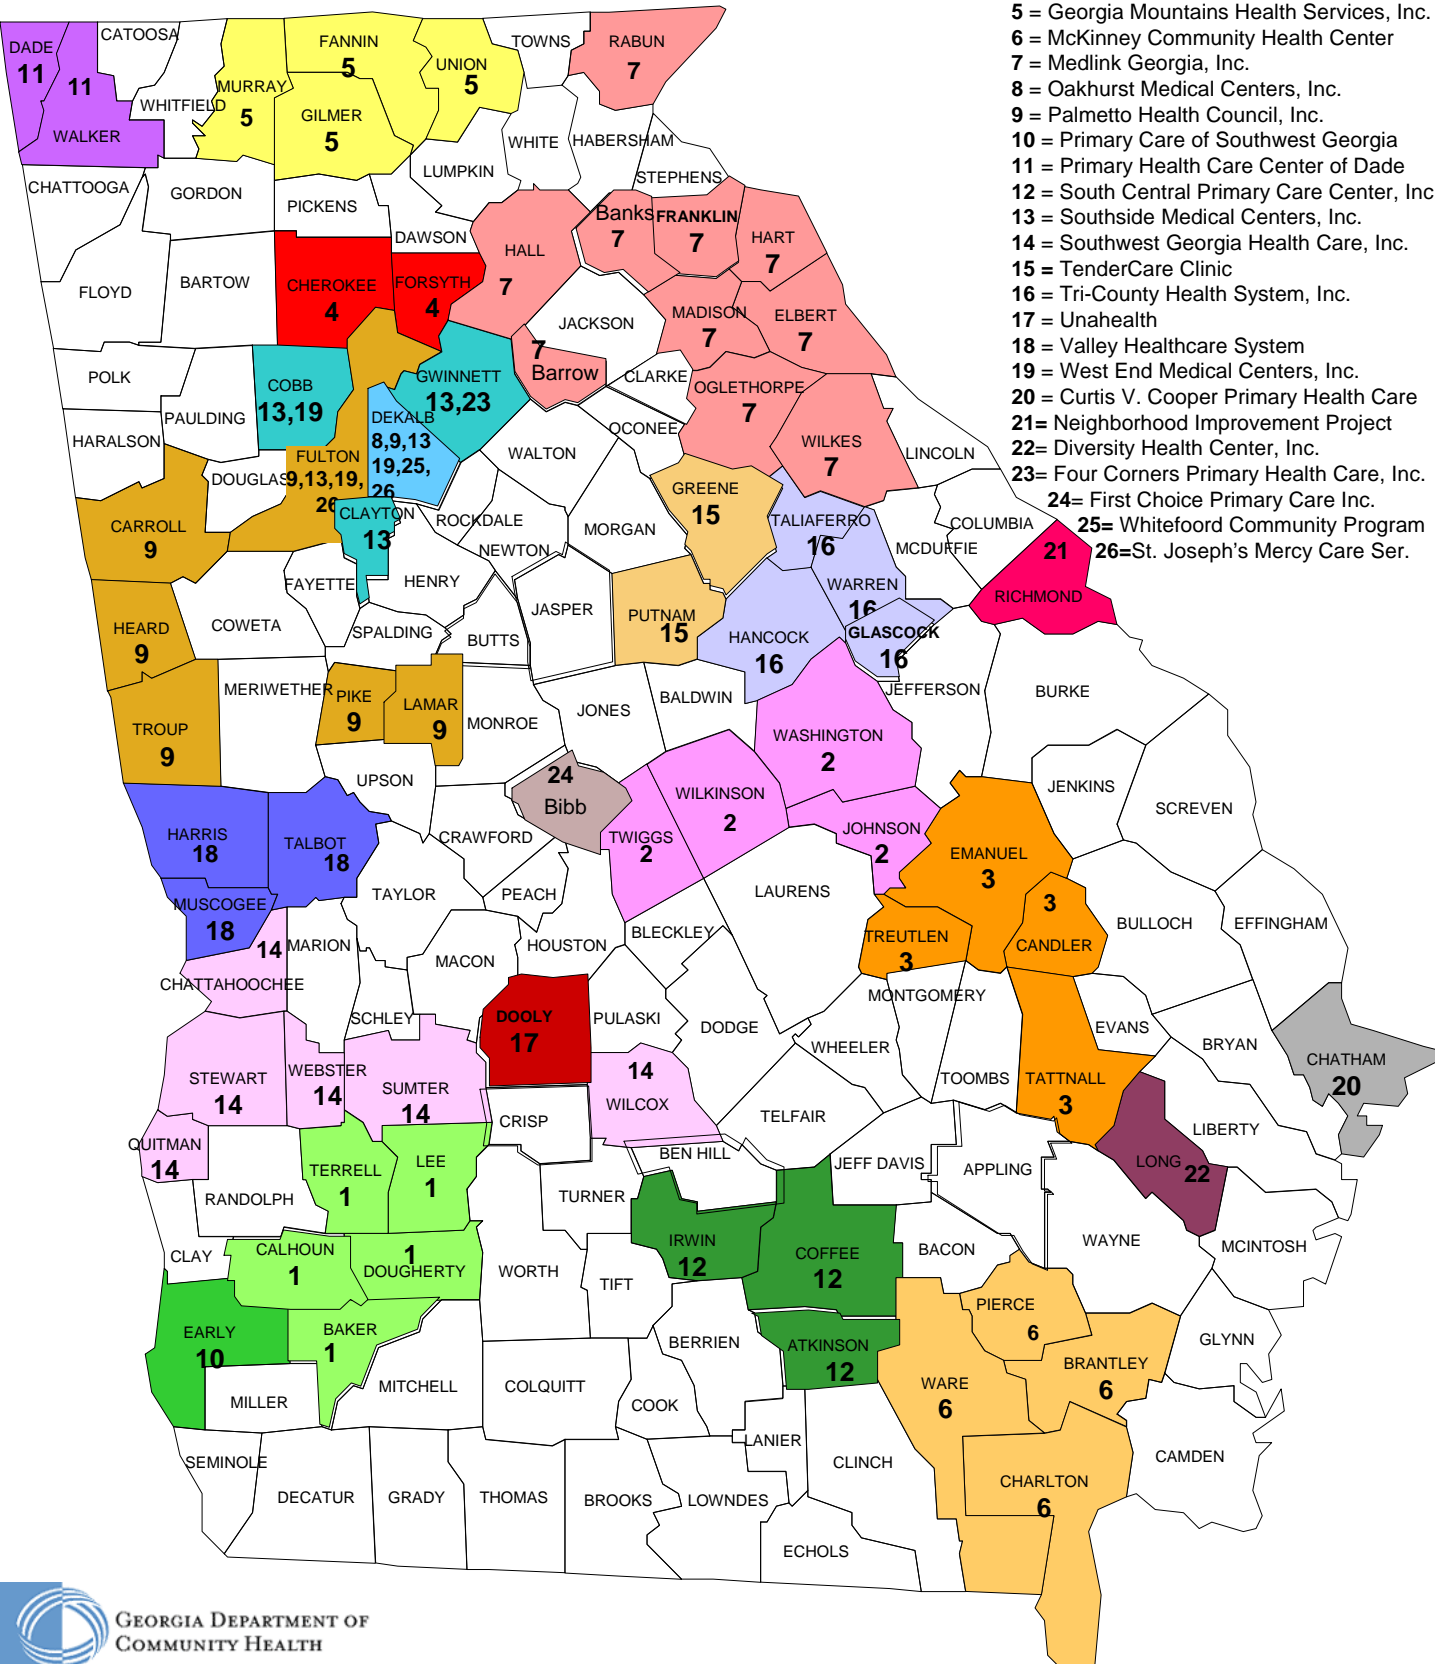 5 = Georgia Mountains Health Services, Inc.
6 = McKinney Community Health Center
7 = Medlink Georgia, Inc.
8 = Oakhurst Medical Centers, Inc.
9 = Palmetto Health Council, Inc.
10 = Primary Care of Southwest Georgia
11 = Primary Health Care Center of Dade
12 = South Central Primary Care Center, Inc
13 = Southside Medical Centers, Inc.
14 = Southwest Georgia Health Care, Inc.
15 = TenderCare Clinic
16 = Tri-County Health System, Inc.
17 = Unahealth
18 = Valley Healthcare System
19 = West End Medical Centers, Inc.
20 = Curtis V. Cooper Primary Health Care
21= Neighborhood Improvement Project
22= Diversity Health Center, Inc.
23= Four Corners Primary Health Care, Inc.
24= First Choice Primary Care Inc.
25= Whitefoord Community Program
26=St. Joseph's Mercy Care Ser.
DADE
11
11
WALKER
CATOOSA
WHITFIELD
MURRAY
5
FANNIN
5
GILMER
5
UNION
5
TOWNS
RABUN
7
WHITE
HABERSHAM
STEPHENS
LUMPKIN
CHATTOOGA
GORDON
PICKENS
DAWSON
HALL
7
Banks
7
FRANKLIN
7
HART
7
FLOYD
BARTOW
CHEROKEE
4
FORSYTH
4
JACKSON
MADISON
7
ELBERT
7
POLK
PAULDING
COBB
13,19
GWINNETT
13,23
7
Barrow
CLARKE
OGLETHORPE
7
WILKES
7
LINCOLN
HARALSON
DOUGLAS
FULTON
9,13,19,
26
DEKALB
8,9,13
19,25,
26
WALTON
OCONEE
GREENE
15
TALIAFERRO
16
COLUMBIA
MCDUFFIE
21
RICHMOND
CARROLL
9
CLAYTON
13
ROCKDALE
NEWTON
MORGAN
WARREN
16
GLASCOCK
16
HEARD
9
COWETA
FAYETTE
HENRY
SPALDING
BUTTS
JASPER
PUTNAM
15
HANCOCK
16
JEFFERSON
BURKE
TROUP
9
MERIWETHER
PIKE
9
LAMAR
9
MONROE
JONES
BALDWIN
WASHINGTON
2
JENKINS
SCREVEN
UPSON
24
Bibb
TWIGGS
2
WILKINSON
2
JOHNSON
2
EMANUEL
3
HARRIS
18
TALBOT
18
CRAWFORD
PEACH
TAYLOR
LAURENS
3
CANDLER
BULLOCH
EFFINGHAM
MUSCOGEE
18
14
CHATTAHOOCHEE
MARION
MACON
HOUSTON
BLECKLEY
TREUTLEN
3
MONTGOMERY
EVANS
BRYAN
CHATHAM
20
SCHLEY
DOOLY
17
PULASKI
DODGE
WHEELER
TOOMBS
TATTNALL
3
STEWART
14
WEBSTER
14
SUMTER
14
14
WILCOX
TELFAIR
LIBERTY
QUITMAN
14
CRISP
BEN HILL
JEFF DAVIS
APPLING
LONG
22
RANDOLPH
TERRELL
1
LEE
1
TURNER
IRWIN
12
COFFEE
12
BACON
WAYNE
MCINTOSH
CLAY
CALHOUN
1
1
DOUGHERTY
WORTH
TIFT
PIERCE
6
EARLY
10
BAKER
1
BERRIEN
ATKINSON
12
BRANTLEY
6
GLYNN
MILLER
MITCHELL
COLQUITT
COOK
WARE
6
SEMINOLE
LANIER
CLINCH
CHARLTON
6
CAMDEN
DECATUR
GRADY
THOMAS
BROOKS
LOWNDES
ECHOLS
GEORGIA DEPARTMENT OF
COMMUNITY HEALTH